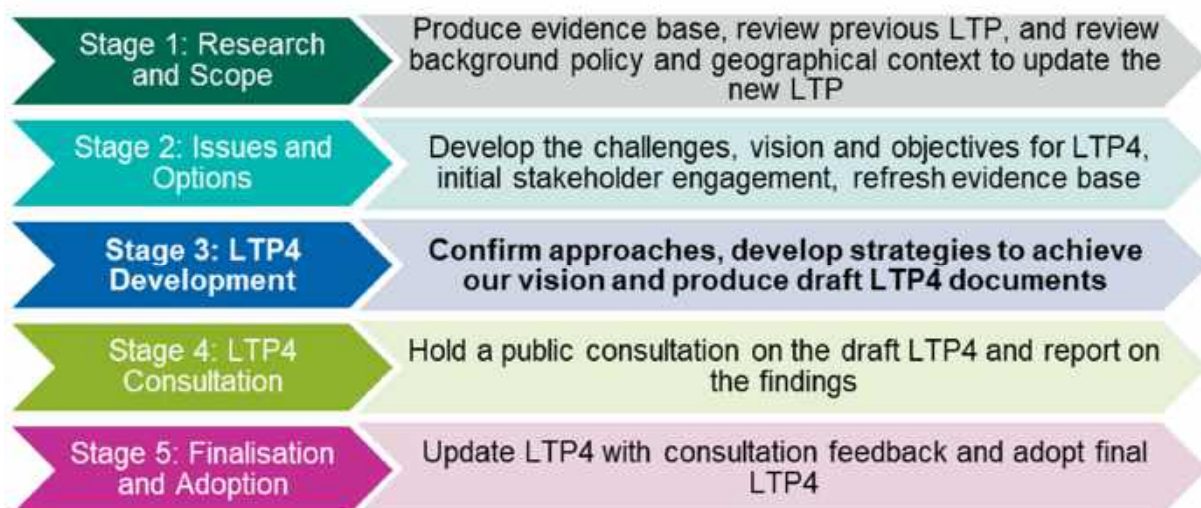 Stage 1: Research
and Scope
Produce evidence base, review previous LTP, and review
background policy and geographical context to update the
new LTP
Stage 2: Issues and
Options
Develop the challenges, vision and objectives for LTP4,
initial stakeholder engagement, refresh evidence base
Stage 3: LTP4
Development
Confirm approaches, develop strategies to achieve
our vision and produce draft LTP4 documents
Stage 4: LTP4
Consultation
Hold a public consultation on the draft LTP4 and report on
the findings
Stage 5: Finalisation
and Adoption
Update LTP4 with consultation feedback and adopt final
LTP4